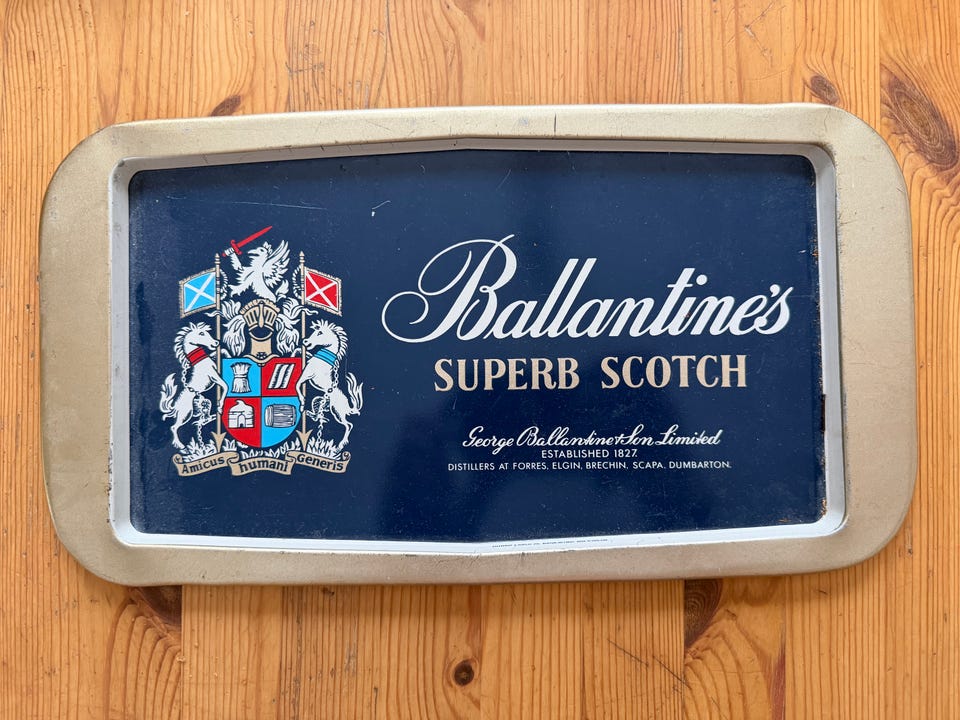 Ballantine's
SUPERB SCOTCH
George Ballantine & Son Limited
ESTABLISHED 1827.
DISTILLERS AT FORRES, ELGIN, BRECHIN, SCAPA, DUMBARTON.
Amicus humani Generis